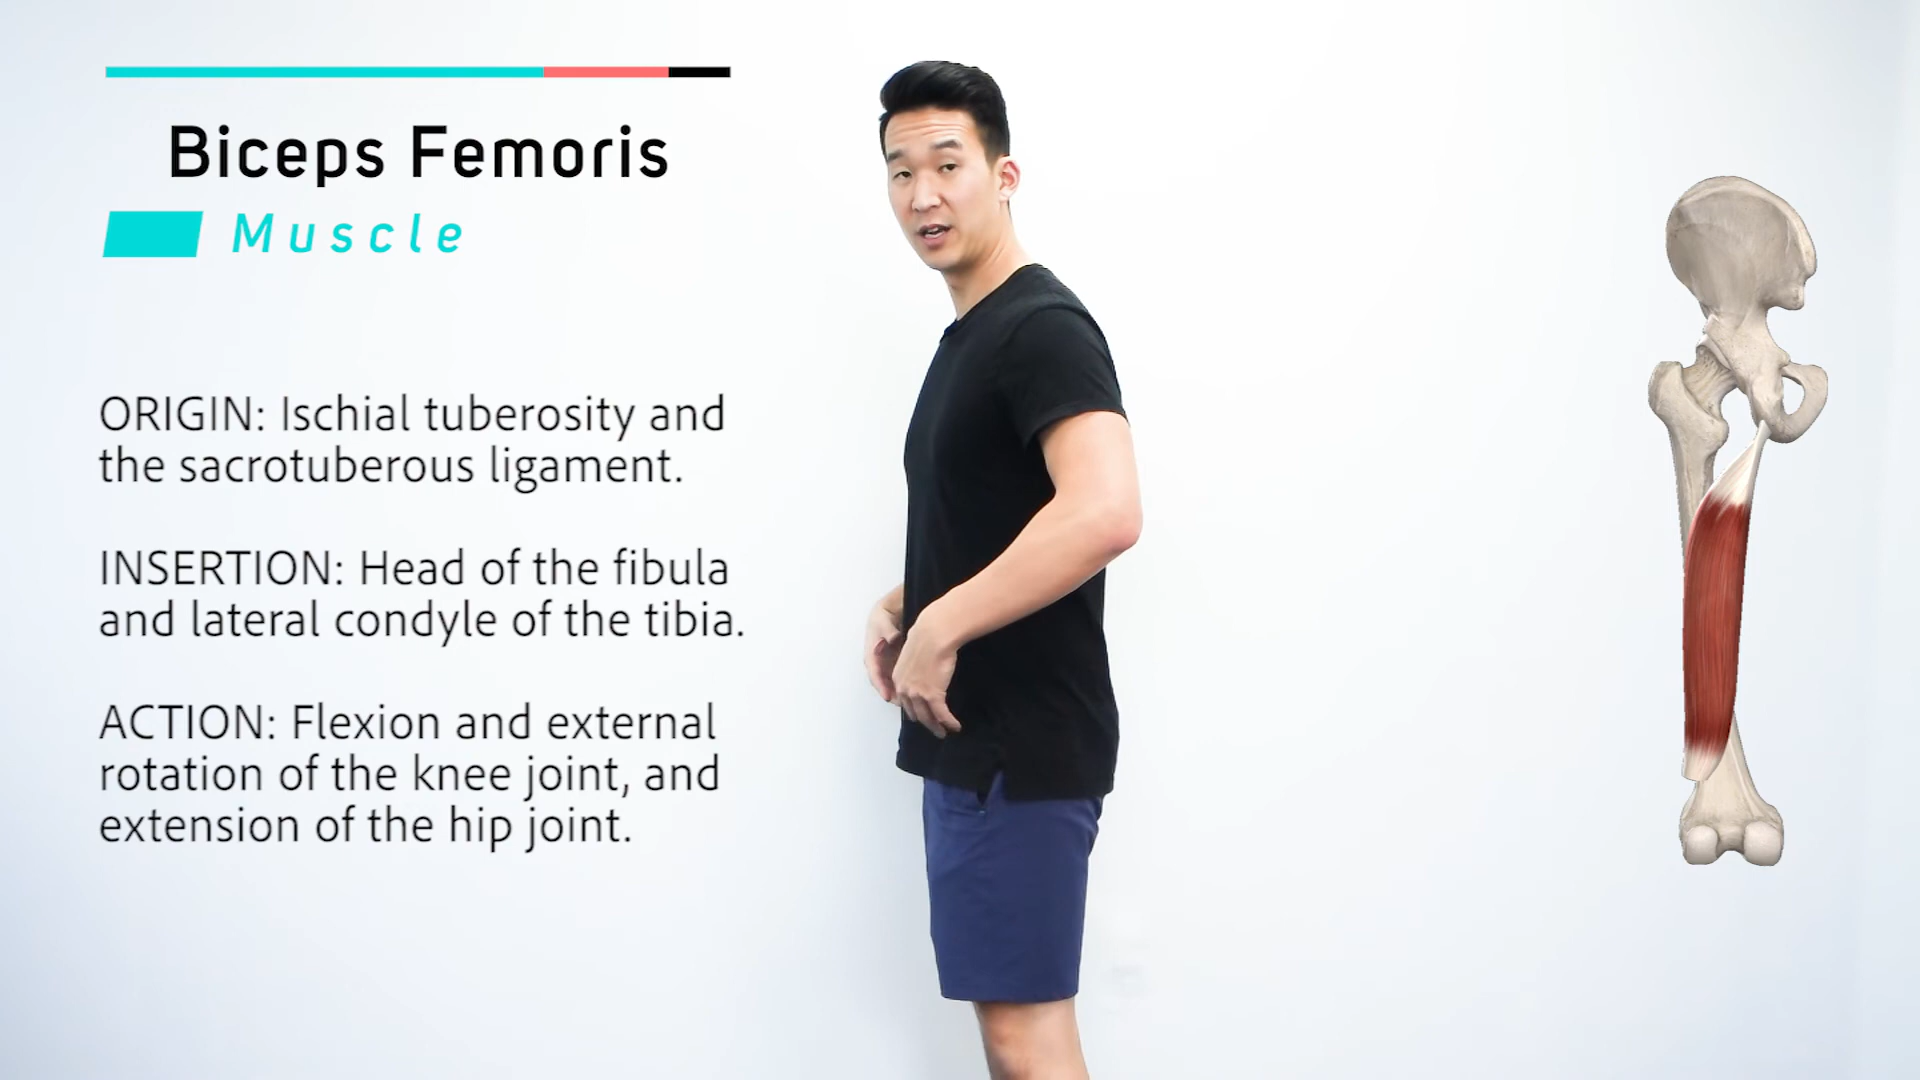 Biceps Femoris
Muscle
ORIGIN: Ischial tuberosity and
the sacrotuberous ligament.
INSERTION: Head of the fibula
and lateral condyle of the tibia.
ACTION: Flexion and external
rotation of the knee joint, and
extension of the hip joint.